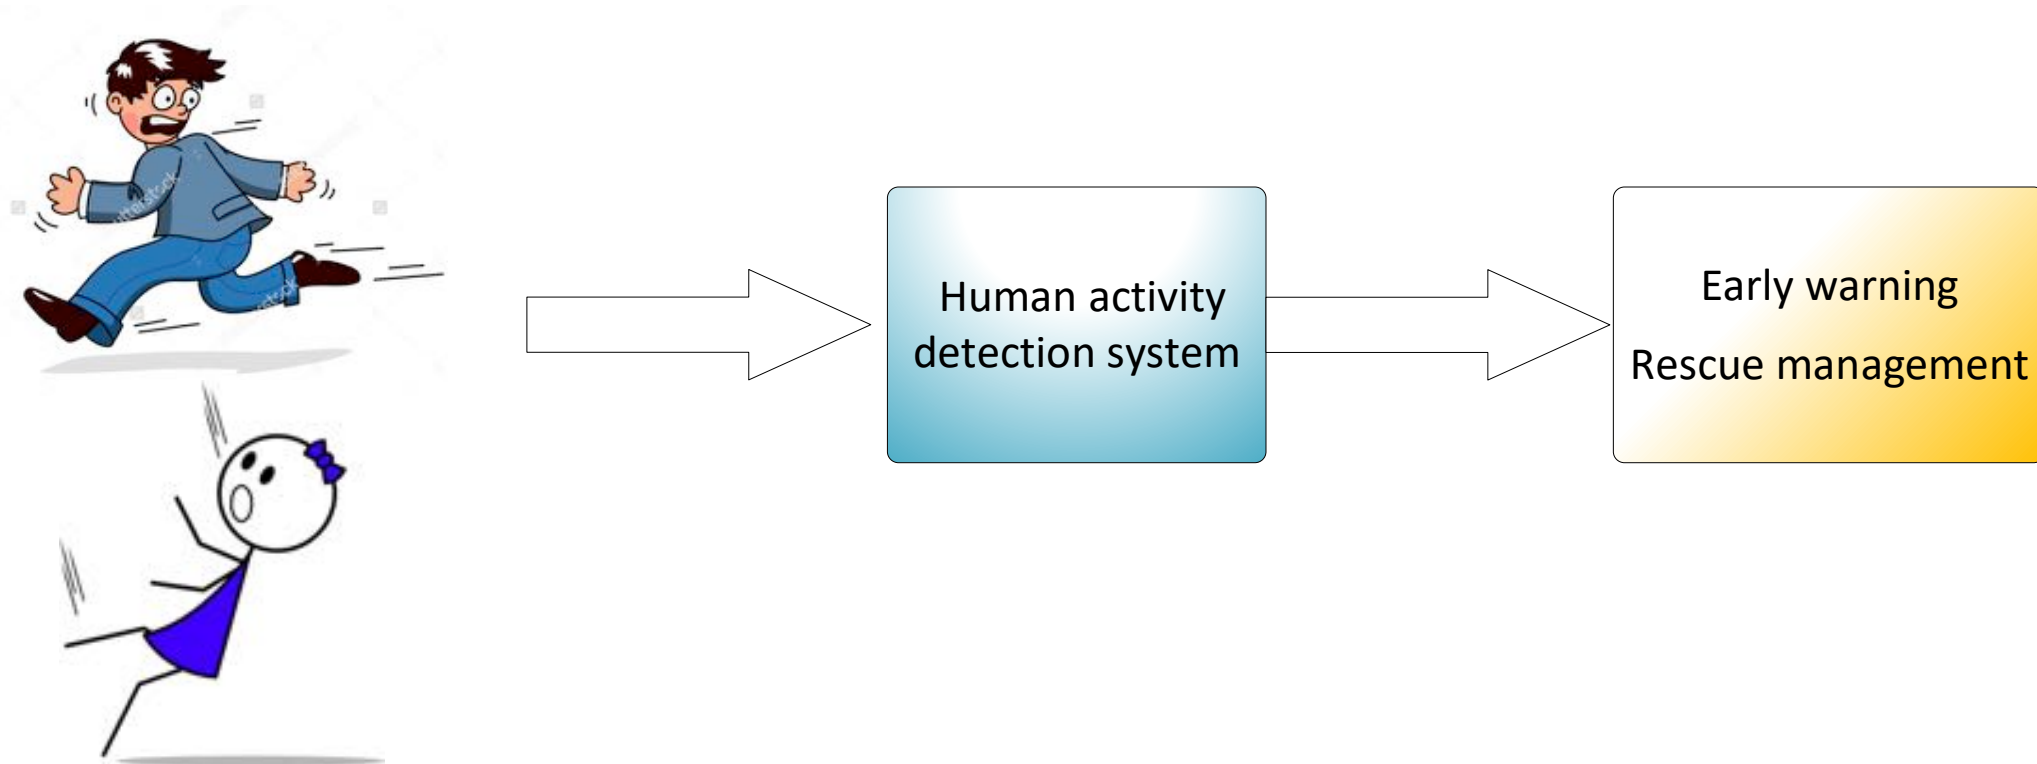 Human activity
detection system
Early warning
Rescue management